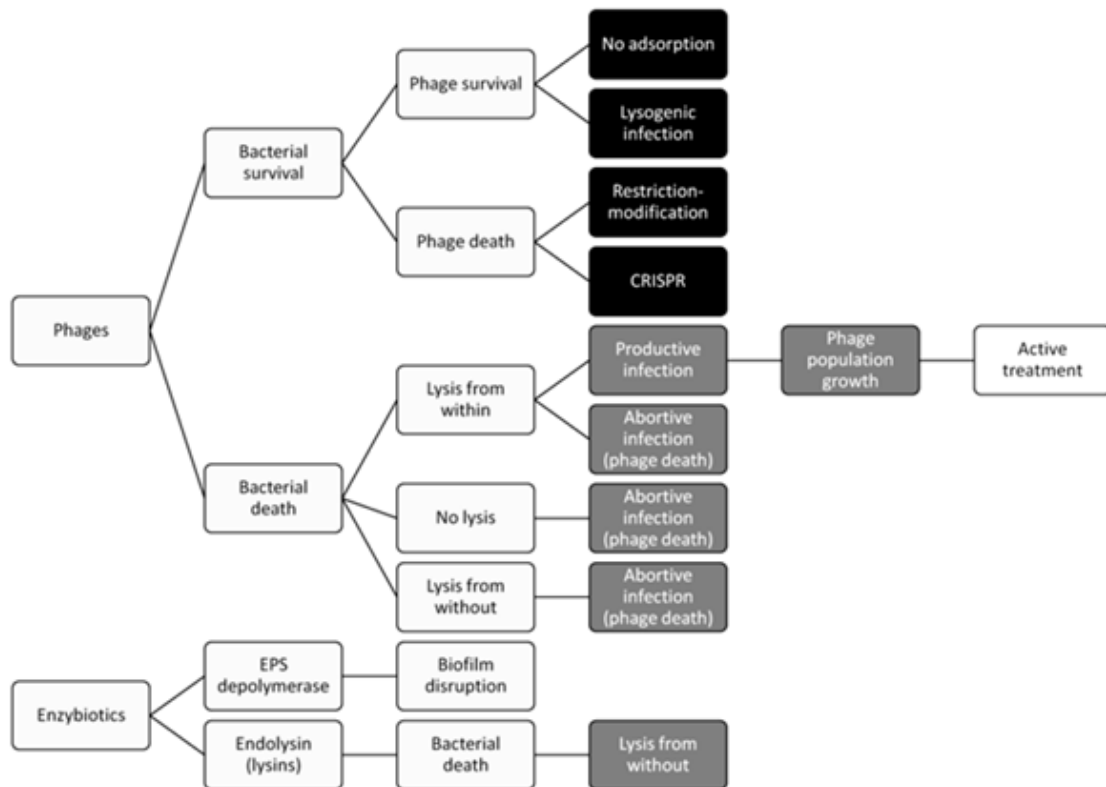 No adsorption
Phage survival
Lysogenic
infection
Bacterial
survival
Restriction-
modification
Phage death
CRISPR
Phages
Productive
infection
Phage
population
growth
Active
treatment
Lysis from
within
Abortive
infection
(phage death)
Bacterial
death
No lysis
Abortive
infection
(phage death)
Lysis from
without
Abortive
infection
(phage death)
EPS
depolymerase
Biofilm
disruption
Enzybiotics
Endolysin
(lysins)
Bacterial
death
Lysis from
without